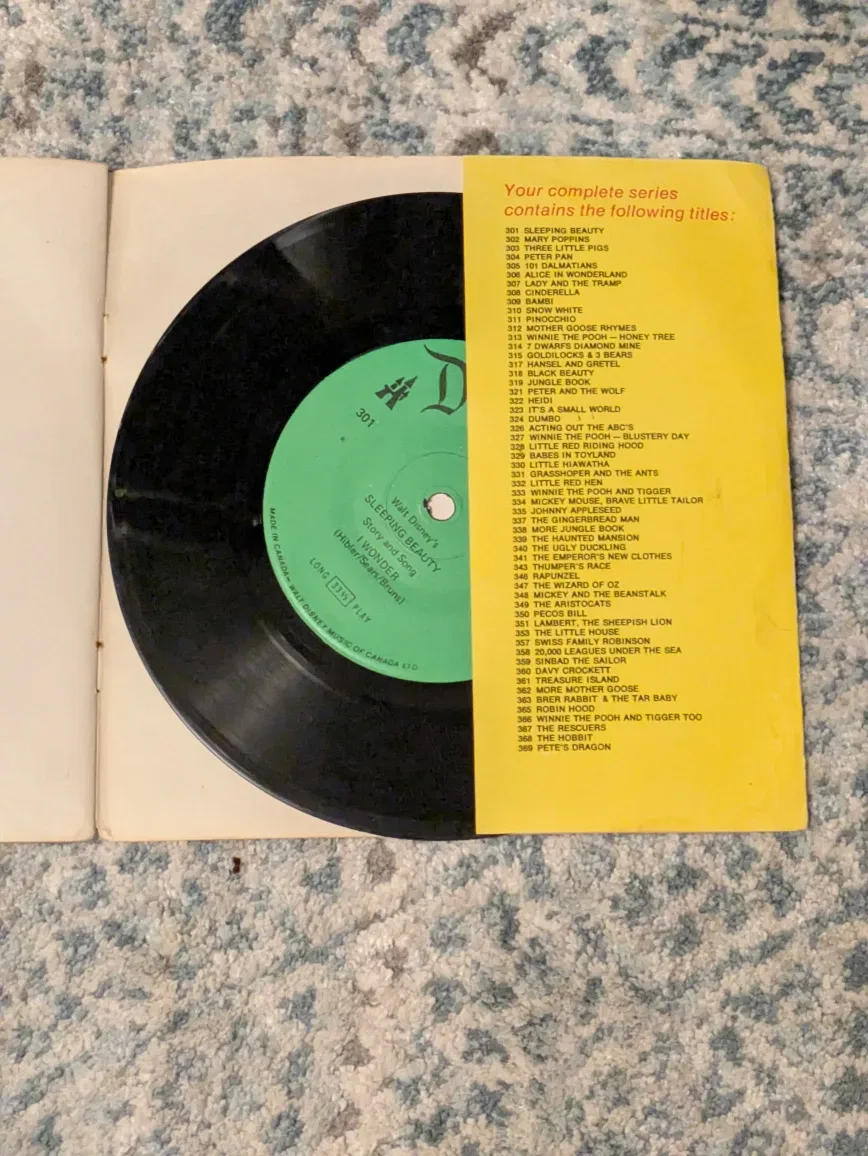 D
301
Walt Disney's
SLEEPING BEAUTY
Story and Song
I WONDER
(Hibler/Sears/Bruns)
LONG 33⅓ PLAY
MADE IN CANADA — WALT DISNEY MUSIC OF CANADA LTD.
Your complete series
contains the following titles:
301 SLEEPING BEAUTY
302 MARY POPPINS
303 THREE LITTLE PIGS
304 PETER PAN
305 101 DALMATIANS
306 ALICE IN WONDERLAND
307 LADY AND THE TRAMP
308 CINDERELLA
309 BAMBI
310 SNOW WHITE
311 PINOCCHIO
312 MOTHER GOOSE RHYMES
313 WINNIE THE POOH — HONEY TREE
314 7 DWARFS DIAMOND MINE
315 GOLDILOCKS & 3 BEARS
317 HANSEL AND GRETEL
318 BLACK BEAUTY
319 JUNGLE BOOK
321 PETER AND THE WOLF
322 HEIDI
323 IT'S A SMALL WORLD
324 DUMBO
326 ACTING OUT THE ABC'S
327 WINNIE THE POOH — BLUSTERY DAY
328 LITTLE RED RIDING HOOD
329 BABES IN TOYLAND
330 LITTLE HIAWATHA
331 GRASSHOPER AND THE ANTS
332 LITTLE RED HEN
333 WINNIE THE POOH AND TIGGER
334 MICKEY MOUSE, BRAVE LITTLE TAILOR
335 JOHNNY APPLESEED
337 THE GINGERBREAD MAN
338 MORE JUNGLE BOOK
339 THE HAUNTED MANSION
340 THE UGLY DUCKLING
341 THE EMPEROR'S NEW CLOTHES
343 THUMPER'S RACE
346 RAPUNZEL
347 THE WIZARD OF OZ
348 MICKEY AND THE BEANSTALK
349 THE ARISTOCATS
350 PECOS BILL
351 LAMBERT, THE SHEEPISH LION
353 THE LITTLE HOUSE
357 SWISS FAMILY ROBINSON
358 20,000 LEAGUES UNDER THE SEA
359 SINBAD THE SAILOR
360 DAVY CROCKETT
361 TREASURE ISLAND
362 MORE MOTHER GOOSE
363 BRER RABBIT & THE TAR BABY
365 ROBIN HOOD
366 WINNIE THE POOH AND TIGGER TOO
367 THE RESCUERS
368 THE HOBBIT
369 PETE'S DRAGON